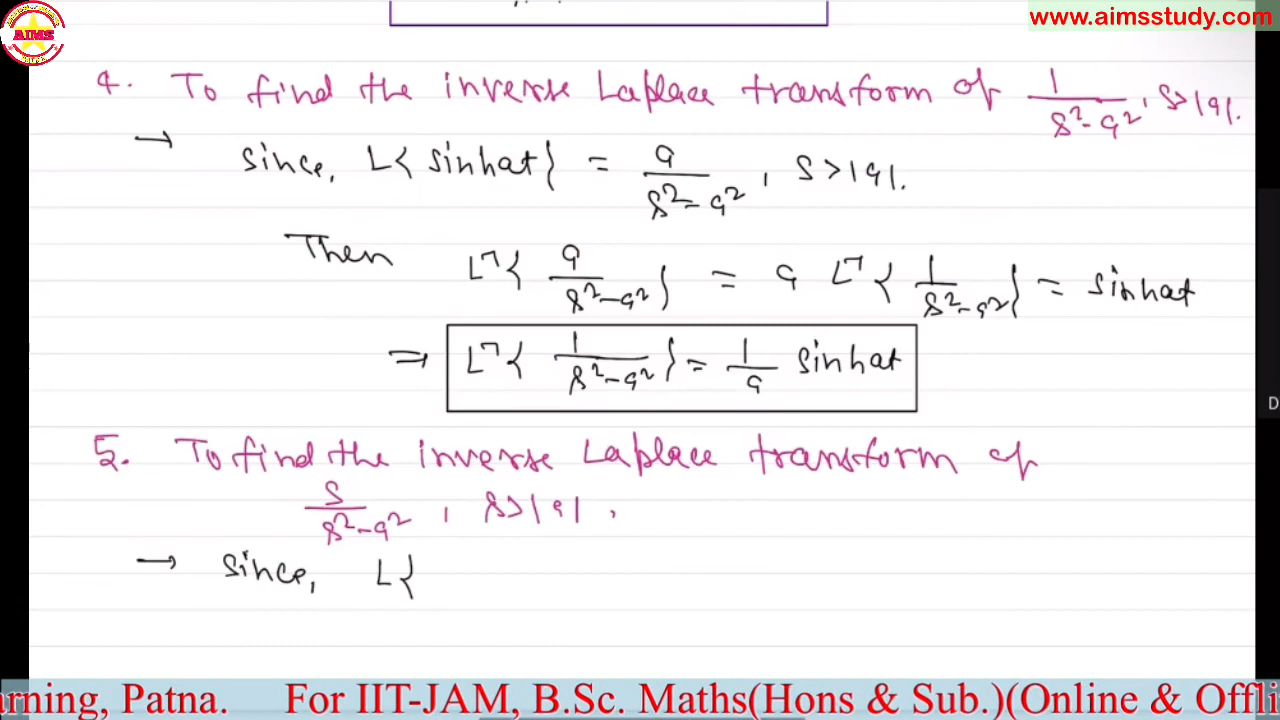 www.aimsstudy.com
AIMS
4. To find the inverse Laplace transform of 1/(s²-a²), s>|a|.
→ Since, L{sinhat} = a/(s²-a²), s>|a|.
Then L⁻¹{a/(s²-a²)} = a L⁻¹{1/(s²-a²)} = sinhat
⇒ L⁻¹{1/(s²-a²)} = 1/a sinhat
5. To find the inverse Laplace transform of
s/(s²-a²), s>|a|.
→ Since, L{
D
arning, Patna. For IIT-JAM, B.Sc. Maths(Hons & Sub.)(Online & Offli